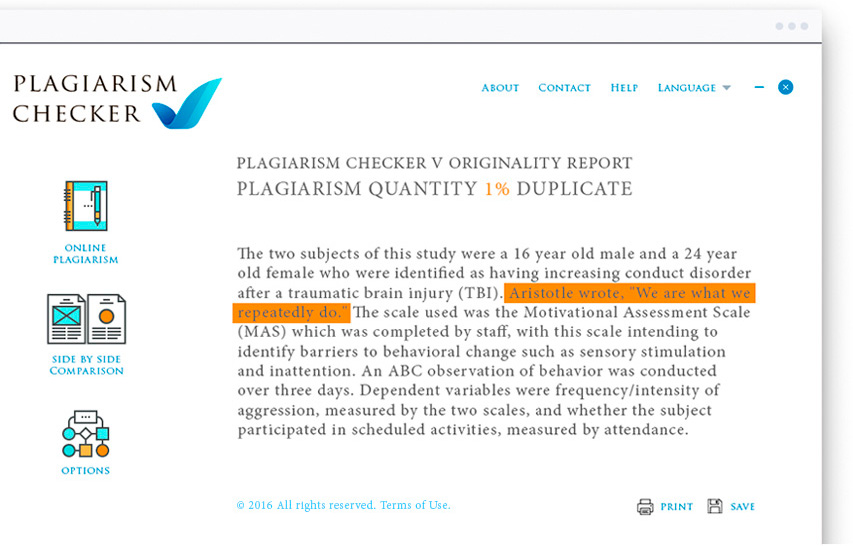 PLAGIARISM
CHECKER
ABOUT CONTACT HELP LANGUAGE
PLAGIARISM CHECKER V ORIGINALITY REPORT
PLAGIARISM QUANTITY 1% DUPLICATE
ONLINE
PLAGIARISM
SIDE BY SIDE
COMPARISON
OPTIONS
The two subjects of this study were a 16 year old male and a 24 year
old female who were identified as having increasing conduct disorder
after a traumatic brain injury (TBI). Aristotle wrote, "We are what we
repeatedly do." The scale used was the Motivational Assessment Scale
(MAS) which was completed by staff, with this scale intending to
identify barriers to behavioral change such as sensory stimulation
and inattention. An ABC observation of behavior was conducted
over three days. Dependent variables were frequency/intensity of
aggression, measured by the two scales, and whether the subject
participated in scheduled activities, measured by attendance.
© 2016 All rights reserved. Terms of Use.
PRINT SAVE